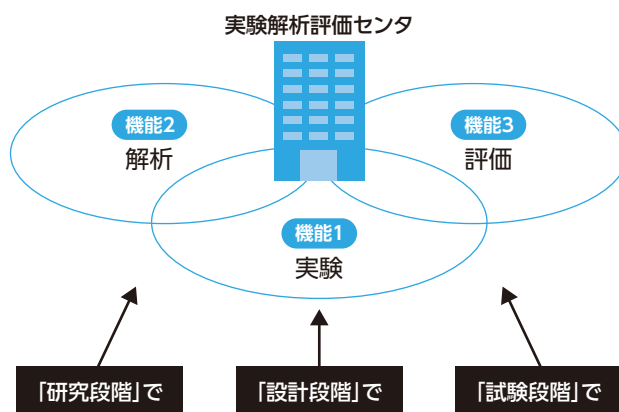 実験解析評価センタ
機能2
解析
機能3
評価
機能1
実験
「研究段階」で
「設計段階」で
「試験段階」で